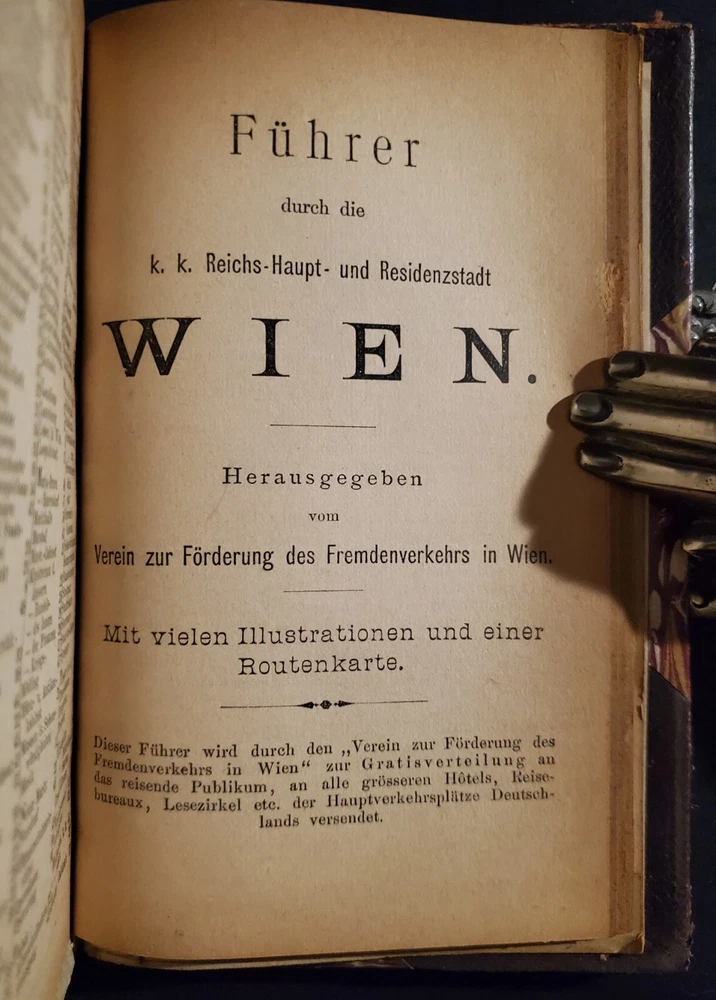 Führer
durch die
k. k. Reichs-Haupt- und Residenzstadt
WIEN.
Herausgegeben
vom
Verein zur Förderung des Fremdenverkehrs in Wien.
Mit vielen Illustrationen und einer
Routenkarte.
Dieser Führer wird durch den „Verein zur Förderung des
Fremdenverkehrs in Wien“ zur Gratisverteilung an
das reisende Publikum, an alle grösseren Hôtels, Reise-
bureaux, Lesezirkel etc. der Hauptverkehrsplätze Deutsch-
lands versendet.